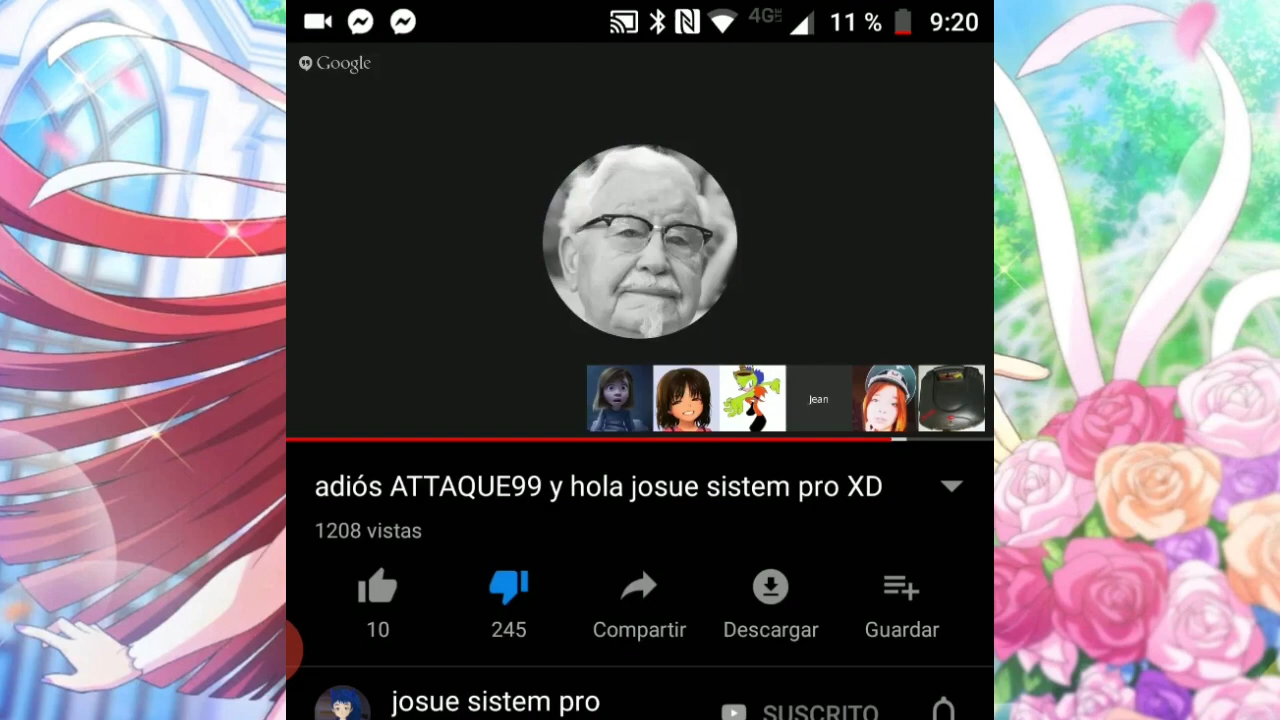 4G LTE 11 % 9:20
Google
Jean
adiós ATTAQUE99 y hola josue sistem pro XD
1208 vistas
10 245 Compartir Descargar Guardar
josue sistem pro
SUSCRITO